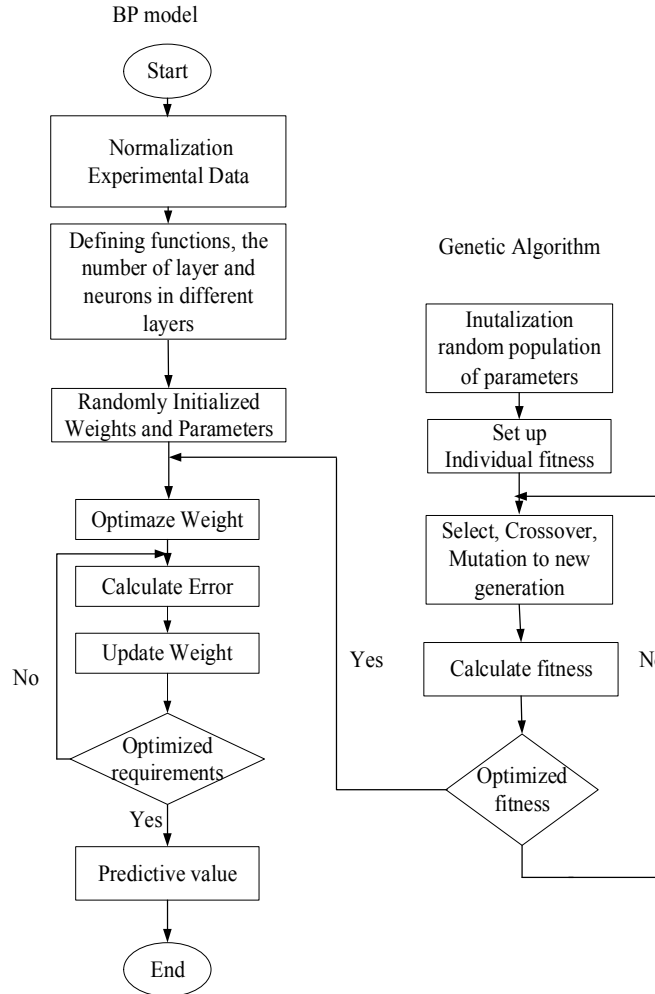 BP model
Start
Normalization
Experimental Data
Defining functions, the
number of layer and
neurons in different
layers
Randomly Initialized
Weights and Parameters
Optimaze Weight
Calculate Error
Update Weight
No
Optimized
requirements
Yes
Predictive value
End
Genetic Algorithm
Inutalization
random population
of parameters
Set up
Individual fitness
Select, Crossover,
Mutation to new
generation
Calculate fitness
Yes
Optimized
fitness